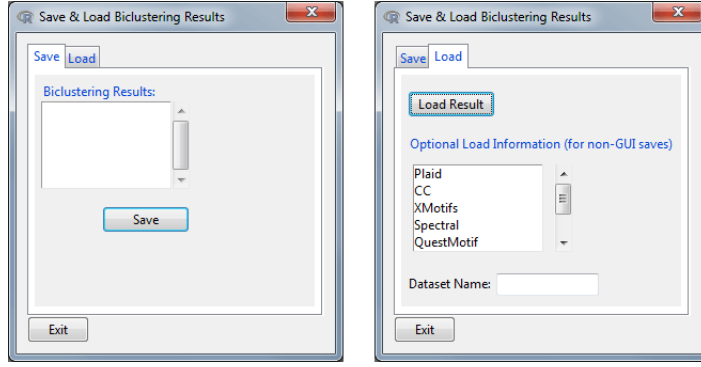 Save & Load Biclustering Results
Save Load
Biclustering Results:
Save
Exit
Save & Load Biclustering Results
Save Load
Load Result
Optional Load Information (for non-GUI saves)
Plaid
CC
XMotifs
Spectral
QuestMotif
Dataset Name:
Exit